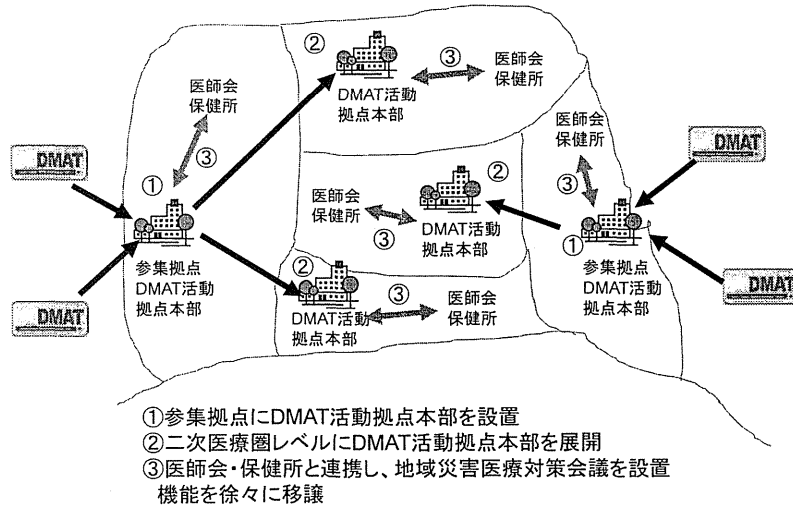 ②
③
医師会
保健所
DMAT活動
拠点本部
医師会
保健所
③
①
DMAT
参集拠点
DMAT活動
拠点本部
DMAT
医師会
保健所
③
②
DMAT活動
拠点本部
医師会
保健所
③
DMAT
①
参集拠点
DMAT活動
拠点本部
DMAT
②
DMAT活動
拠点本部
③
医師会
保健所
①参集拠点にDMAT活動拠点本部を設置
②二次医療圏レベルにDMAT活動拠点本部を展開
③医師会・保健所と連携し、地域災害医療対策会議を設置
機能を徐々に移譲